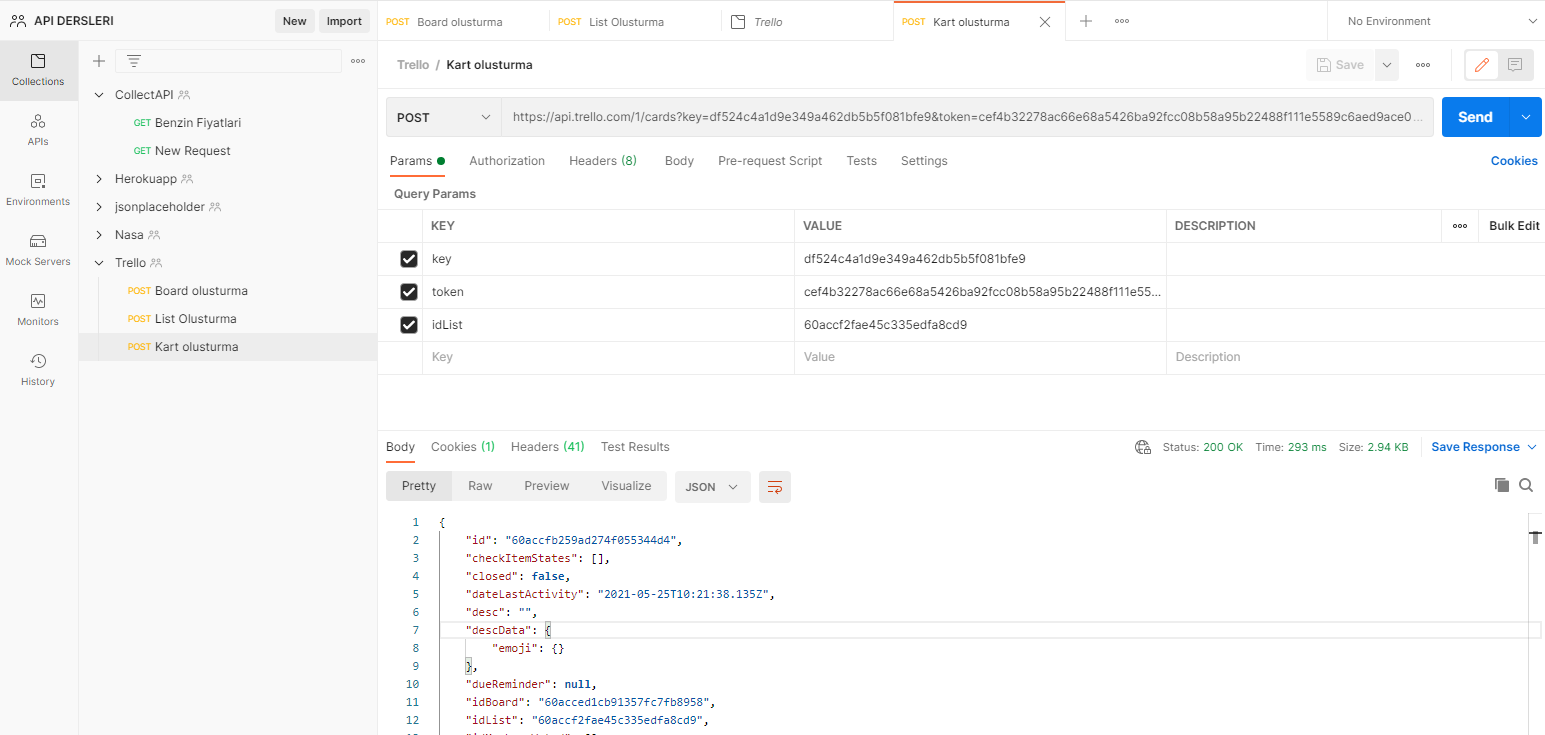 API DERSLERI
New
Import
POST Board olusturma
POST List Olusturma
Trello
POST Kart olusturma
No Environment
Collections
APIs
Environments
Mock Servers
Monitors
History
CollectAPI
GET Benzin Fiyatlari
GET New Request
Herokuapp
jsonplaceholder
Nasa
Trello
POST Board olusturma
POST List Olusturma
POST Kart olusturma
Trello / Kart olusturma
Save
POST
https://api.trello.com/1/cards?key=df524c4a1d9e349a462db5b5f081bfe9&token=cef4b32278ac66e68a5426ba92fcc08b58a95b22488f111e5589c6aed9ace0...
Send
Params
Authorization
Headers (8)
Body
Pre-request Script
Tests
Settings
Cookies
Query Params
KEY VALUE DESCRIPTION
Bulk Edit
key df524c4a1d9e349a462db5b5f081bfe9
token cef4b32278ac66e68a5426ba92fcc08b58a95b22488f111e55...
idList 60accf2fae45c335edfa8cd9
Key Value Description
Body
Cookies (1)
Headers (41)
Test Results
Status: 200 OK
Time: 293 ms
Size: 2.94 KB
Save Response
Pretty
Raw
Preview
Visualize
JSON
1 {
2 "id": "60accfb259ad274f055344d4",
3 "checkItemStates": [],
4 "closed": false,
5 "dateLastActivity": "2021-05-25T10:21:38.135Z",
6 "desc": "",
7 "descData": {
8 "emoji": {}
9 },
10 "dueReminder": null,
11 "idBoard": "60acced1cb91357fc7fb8958",
12 "idList": "60accf2fae45c335edfa8cd9",